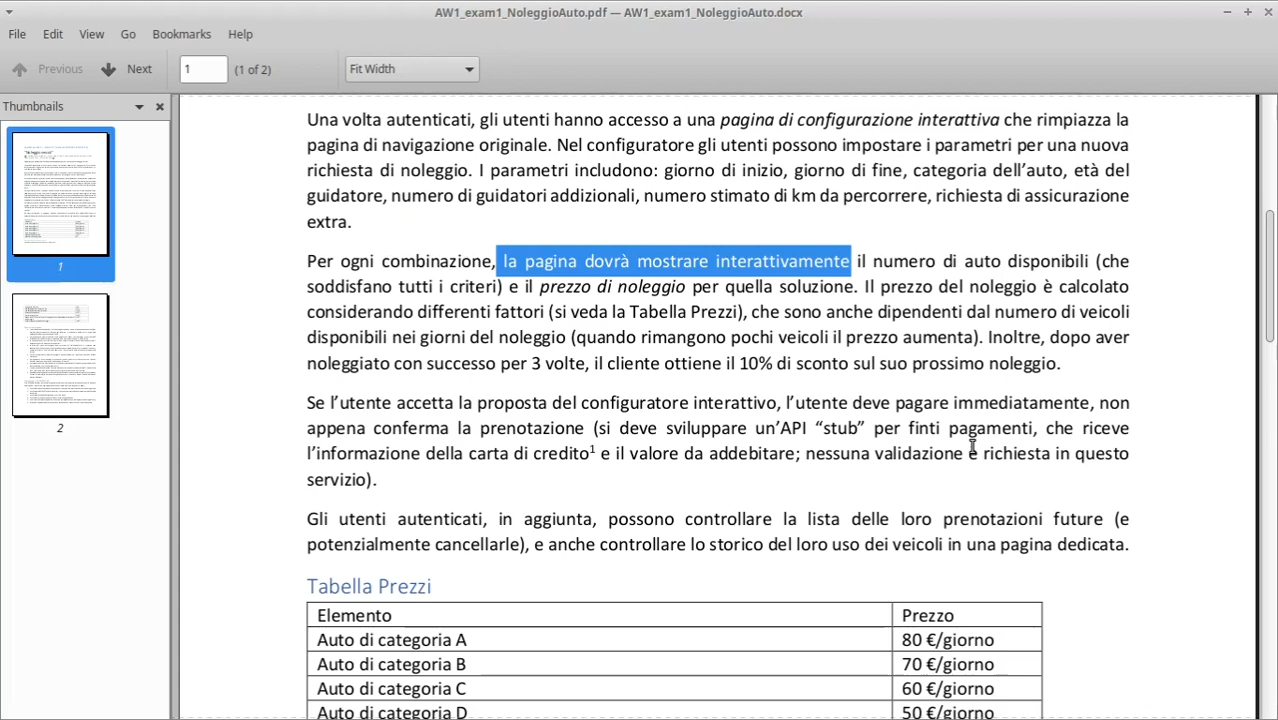 AW1_exam1_NoleggioAuto.pdf — AW1_exam1_NoleggioAuto.docx
File Edit View Go Bookmarks Help
Previous Next 1 (1 of 2) Fit Width
Thumbnails
1
2
Una volta autenticati, gli utenti hanno accesso a una pagina di configurazione interattiva che rimpiazza la
pagina di navigazione originale. Nel configuratore gli utenti possono impostare i parametri per una nuova
richiesta di noleggio. I parametri includono: giorno di inizio, giorno di fine, categoria dell'auto, età del
guidatore, numero di guidatori addizionali, numero stimato di km da percorrere, richiesta di assicurazione
extra.
Per ogni combinazione, la pagina dovrà mostrare interattivamente il numero di auto disponibili (che
soddisfano tutti i criteri) e il prezzo di noleggio per quella soluzione. Il prezzo del noleggio è calcolato
considerando differenti fattori (si veda la Tabella Prezzi), che sono anche dipendenti dal numero di veicoli
disponibili nei giorni del noleggio (quando rimangono pochi veicoli il prezzo aumenta). Inoltre, dopo aver
noleggiato con successo per 3 volte, il cliente ottiene il 10% di sconto sul suo prossimo noleggio.
Se l'utente accetta la proposta del configuratore interattivo, l'utente deve pagare immediatamente, non
appena conferma la prenotazione (si deve sviluppare un'API “stub” per finti pagamenti, che riceve
l'informazione della carta di credito¹ e il valore da addebitare; nessuna validazione è richiesta in questo
servizio).
Gli utenti autenticati, in aggiunta, possono controllare la lista delle loro prenotazioni future (e
potenzialmente cancellarle), e anche controllare lo storico del loro uso dei veicoli in una pagina dedicata.
Tabella Prezzi
Elemento Prezzo
Auto di categoria A 80 €/giorno
Auto di categoria B 70 €/giorno
Auto di categoria C 60 €/giorno
Auto di categoria D 50 €/giorno